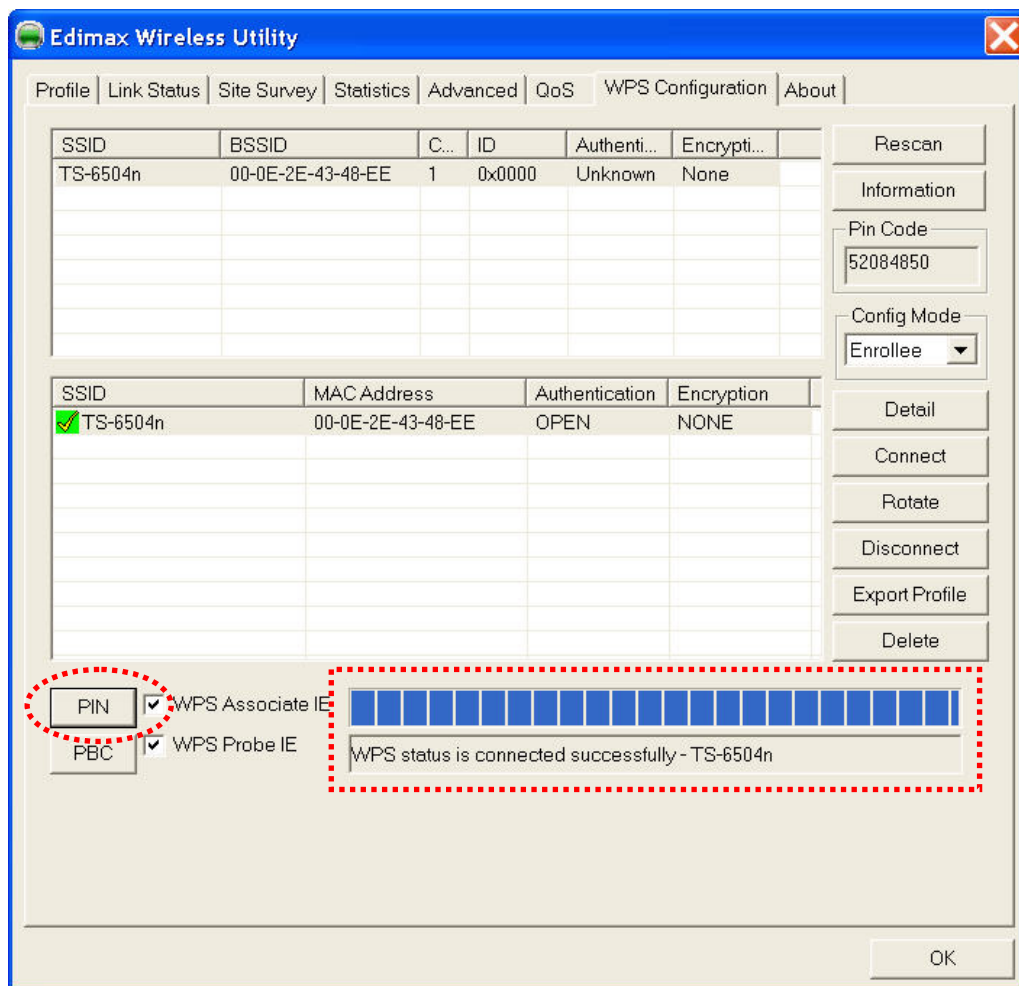 Edimax Wireless Utility
Profile Link Status Site Survey Statistics Advanced QoS WPS Configuration About
SSID BSSID C... ID Authenti... Encrypti...
TS-6504n 00-0E-2E-43-48-EE 1 0x0000 Unknown None
Rescan
Information
Pin Code
52084850
Config Mode
Enrollee
SSID MAC Address Authentication Encryption
TS-6504n 00-0E-2E-43-48-EE OPEN NONE
Detail
Connect
Rotate
Disconnect
Export Profile
Delete
PIN WPS Associate IE
PBC WPS Probe IE
WPS status is connected successfully - TS-6504n
OK